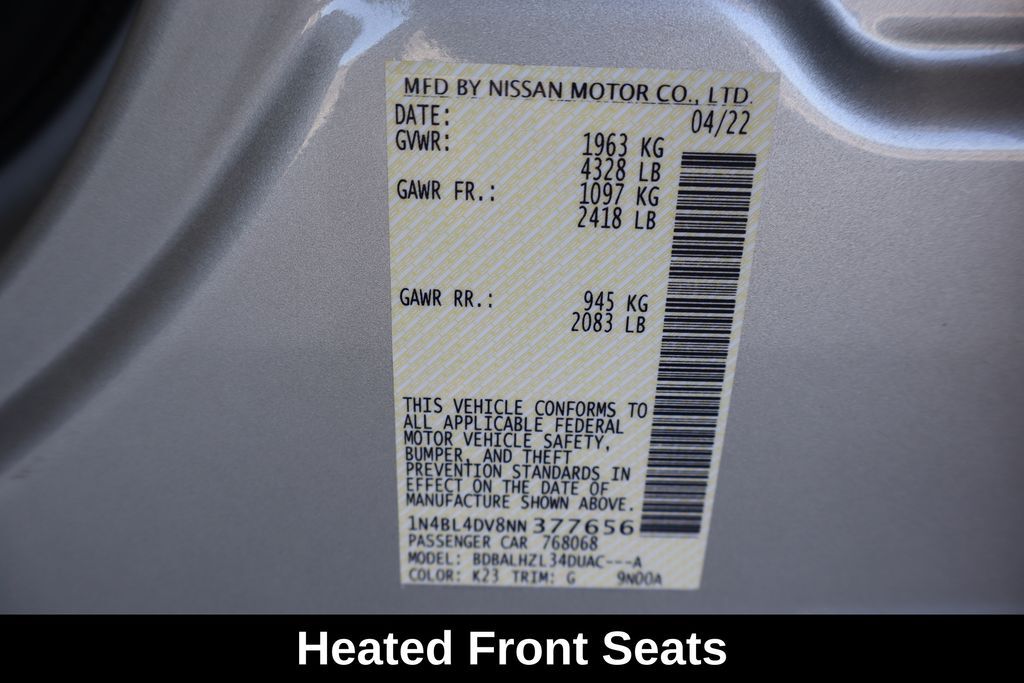 MFD BY NISSAN MOTOR CO., LTD.
DATE: 04/22
GVWR: 1963 KG
4328 LB
GAWR FR.: 1097 KG
2418 LB
GAWR RR.: 945 KG
2083 LB
THIS VEHICLE CONFORMS TO
ALL APPLICABLE FEDERAL
MOTOR VEHICLE SAFETY,
BUMPER, AND THEFT
PREVENTION STANDARDS IN
EFFECT ON THE DATE OF
MANUFACTURE SHOWN ABOVE.
1N4BL4DV8NN377656
PASSENGER CAR 768068
MODEL: BDBALHZL34DUAC---A
COLOR: K23 TRIM: G 9N00A
Heated Front Seats